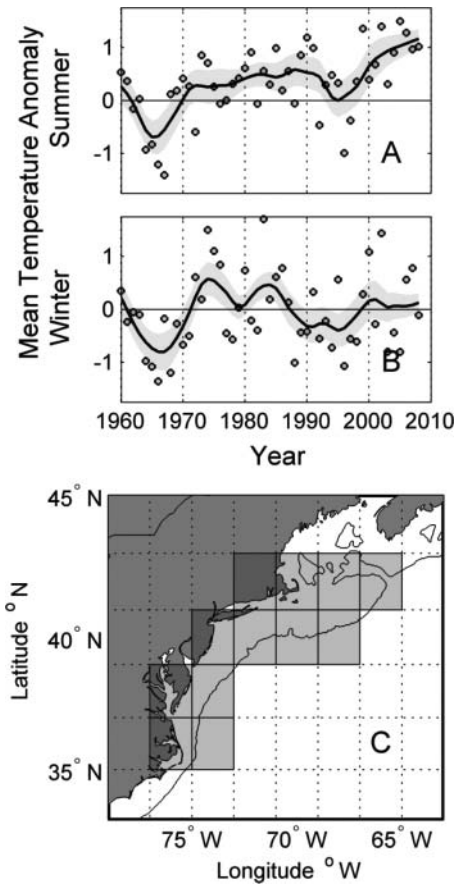 Mean Temperature Anomaly
Summer
1
0
-1
A
Winter
1
0
-1
B
1960 1970 1980 1990 2000 2010
Year
Latitude °N
45° N
40° N
35° N
C
75° W 70° W 65° W
Longitude °W